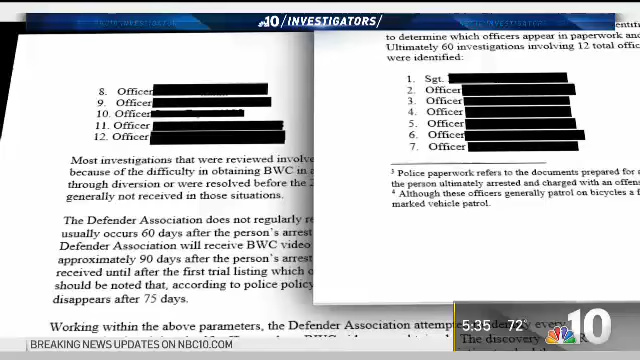 10 /INVESTIGATORS/
8. Officer
9. Officer
10. Officer
11. Officer
12. Officer
Most investigations that were reviewed involve
because of the difficulty in obtaining BWC in a
through diversion or were resolved before the
generally not received in those situations.
The Defender Association does not regularly re
usually occurs 60 days after the person's arrest
Defender Association will receive BWC video
approximately 90 days after the person's arrest
received until after the first trial listing which o
should be noted that, according to police policy
disappears after 75 days.
Working within the above parameters, the Defender Association attempte
to determine which officers appear in paperwork and
Ultimately 60 investigations involving 12 total offic
were identified:
1. Sgt.
2. Officer
3. Officer
4. Officer
5. Officer
6. Officer
7. Officer
3 Police paperwork refers to the documents prepared for a
the person ultimately arrested and charged with an offens
4 Although these officers generally patrol on bicycles a f
marked vehicle patrol.
5:35 72° 10
BREAKING NEWS UPDATES ON NBC10.COM